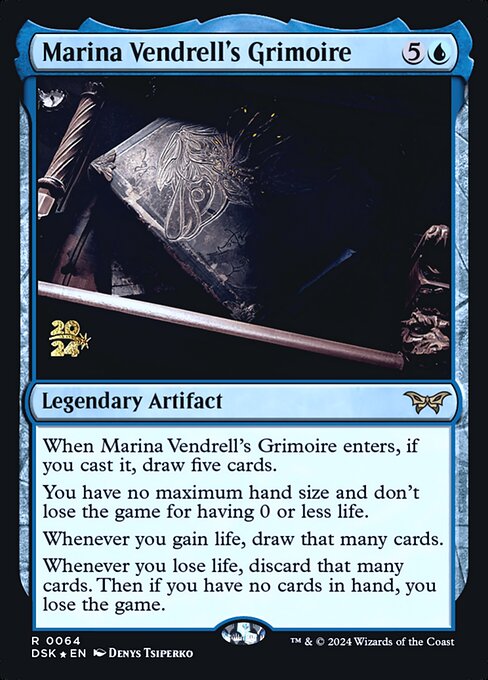 Marina Vendrell's Grimoire 5
20
24
Legendary Artifact
When Marina Vendrell's Grimoire enters, if
you cast it, draw five cards.
You have no maximum hand size and don't
lose the game for having 0 or less life.
Whenever you gain life, draw that many cards.
Whenever you lose life, discard that many
cards. Then if you have no cards in hand, you
lose the game.
R 0064
DSK ★ EN Denys Tsiperko
™ & © 2024 Wizards of the Coast